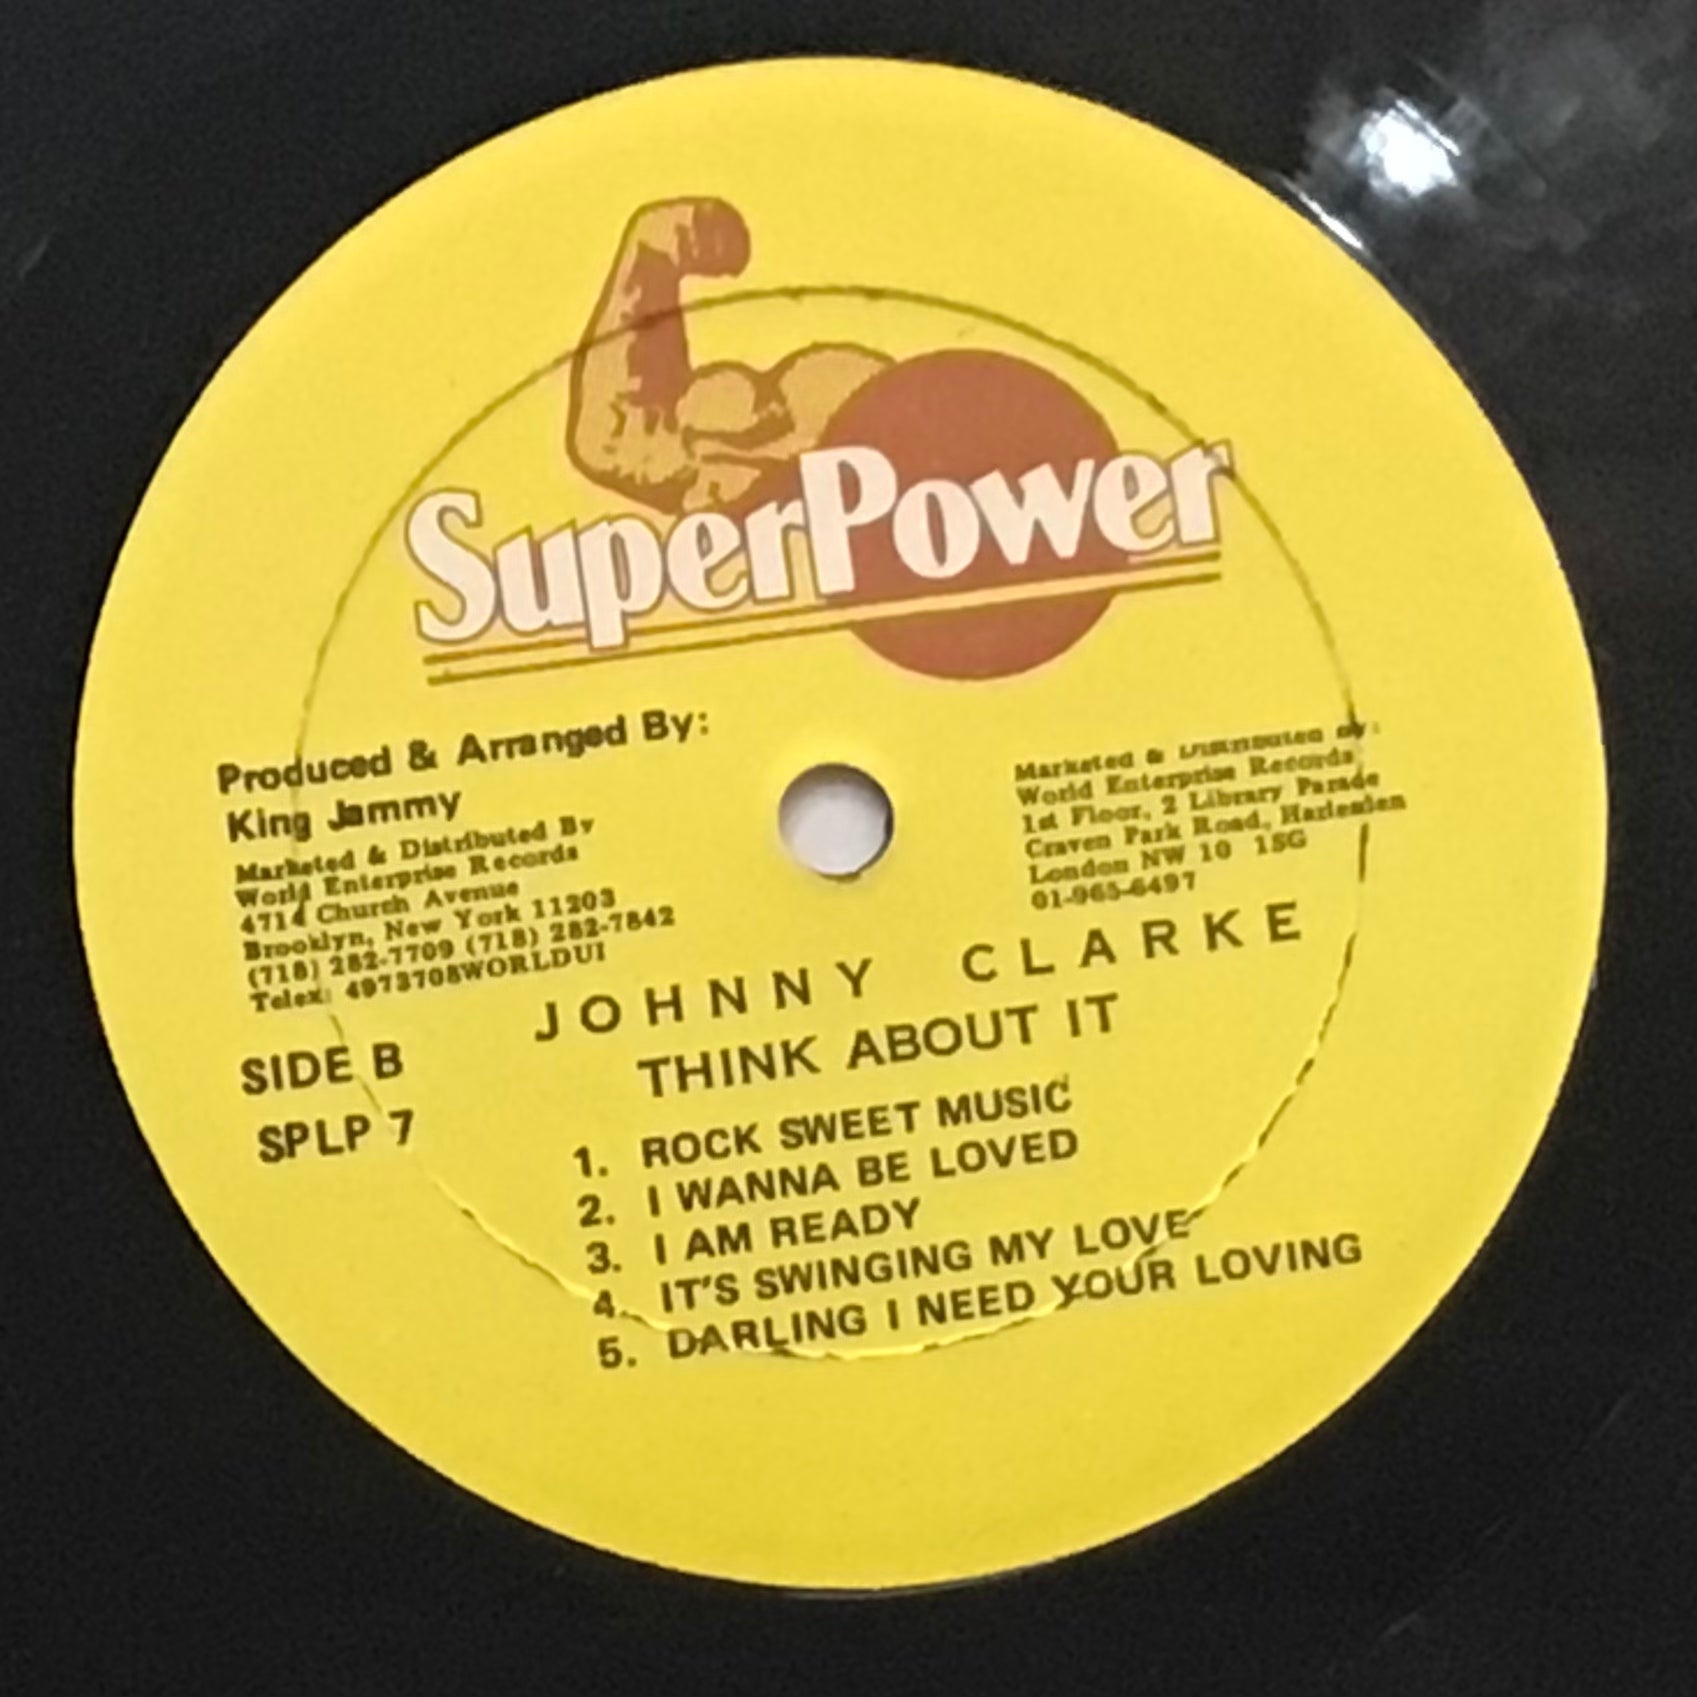 SuperPower
Produced & Arranged By:
King Jammy
Marketed & Distributed By
World Enterprise Records
4714 Church Avenue
Brooklyn, New York 11203
(718) 282-7709 (718) 282-7842
Telex: 4973708WORLDUI
Marketed & Distributed By:
World Enterprise Records
1st Floor, 2 Library Parade
Craven Park Road, Harlesden
London NW 10 1SG
01-965-6497
JOHNNY CLARKE
THINK ABOUT IT
SIDE B
SPLP 7
1. ROCK SWEET MUSIC
2. I WANNA BE LOVED
3. I AM READY
4. IT'S SWINGING MY LOVE
5. DARLING I NEED YOUR LOVING